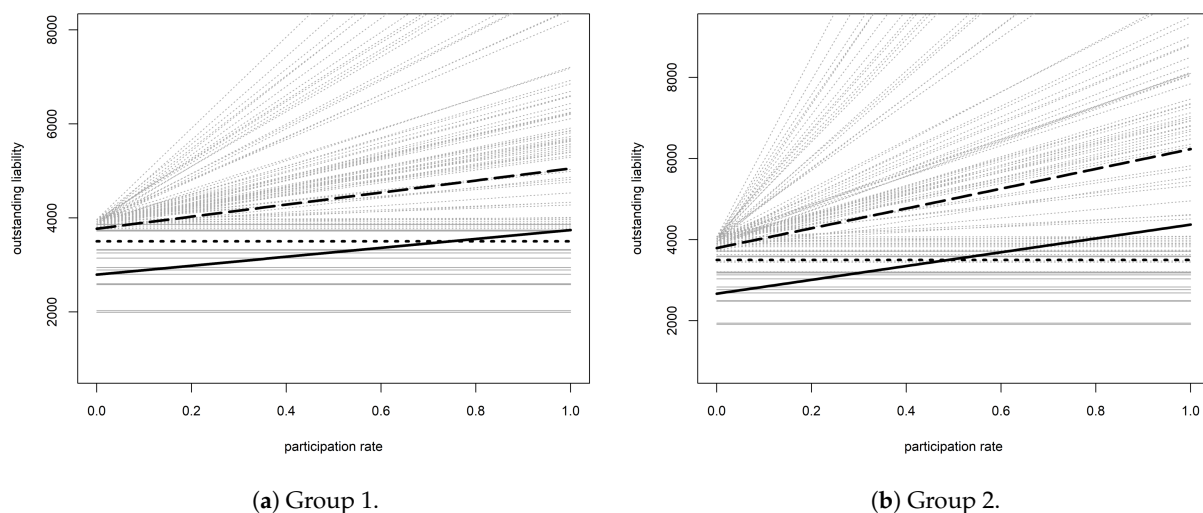 outstanding liability
8000
6000
4000
2000
0.0 0.2 0.4 0.6 0.8 1.0
participation rate
(a) Group 1.
outstanding liability
8000
6000
4000
2000
0.0 0.2 0.4 0.6 0.8 1.0
participation rate
(b) Group 2.